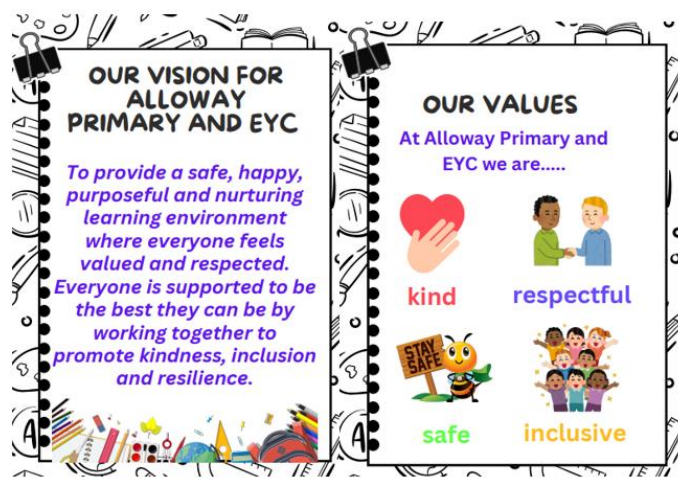 OUR VISION FOR
ALLOWAY
PRIMARY AND EYC
To provide a safe, happy,
purposeful and nurturing
learning environment
where everyone feels
valued and respected.
Everyone is supported to be
the best they can be by
working together to
promote kindness, inclusion
and resilience.
OUR VALUES
At Alloway Primary and
EYC we are.....
kind
respectful
STAY
SAFE
safe
inclusive